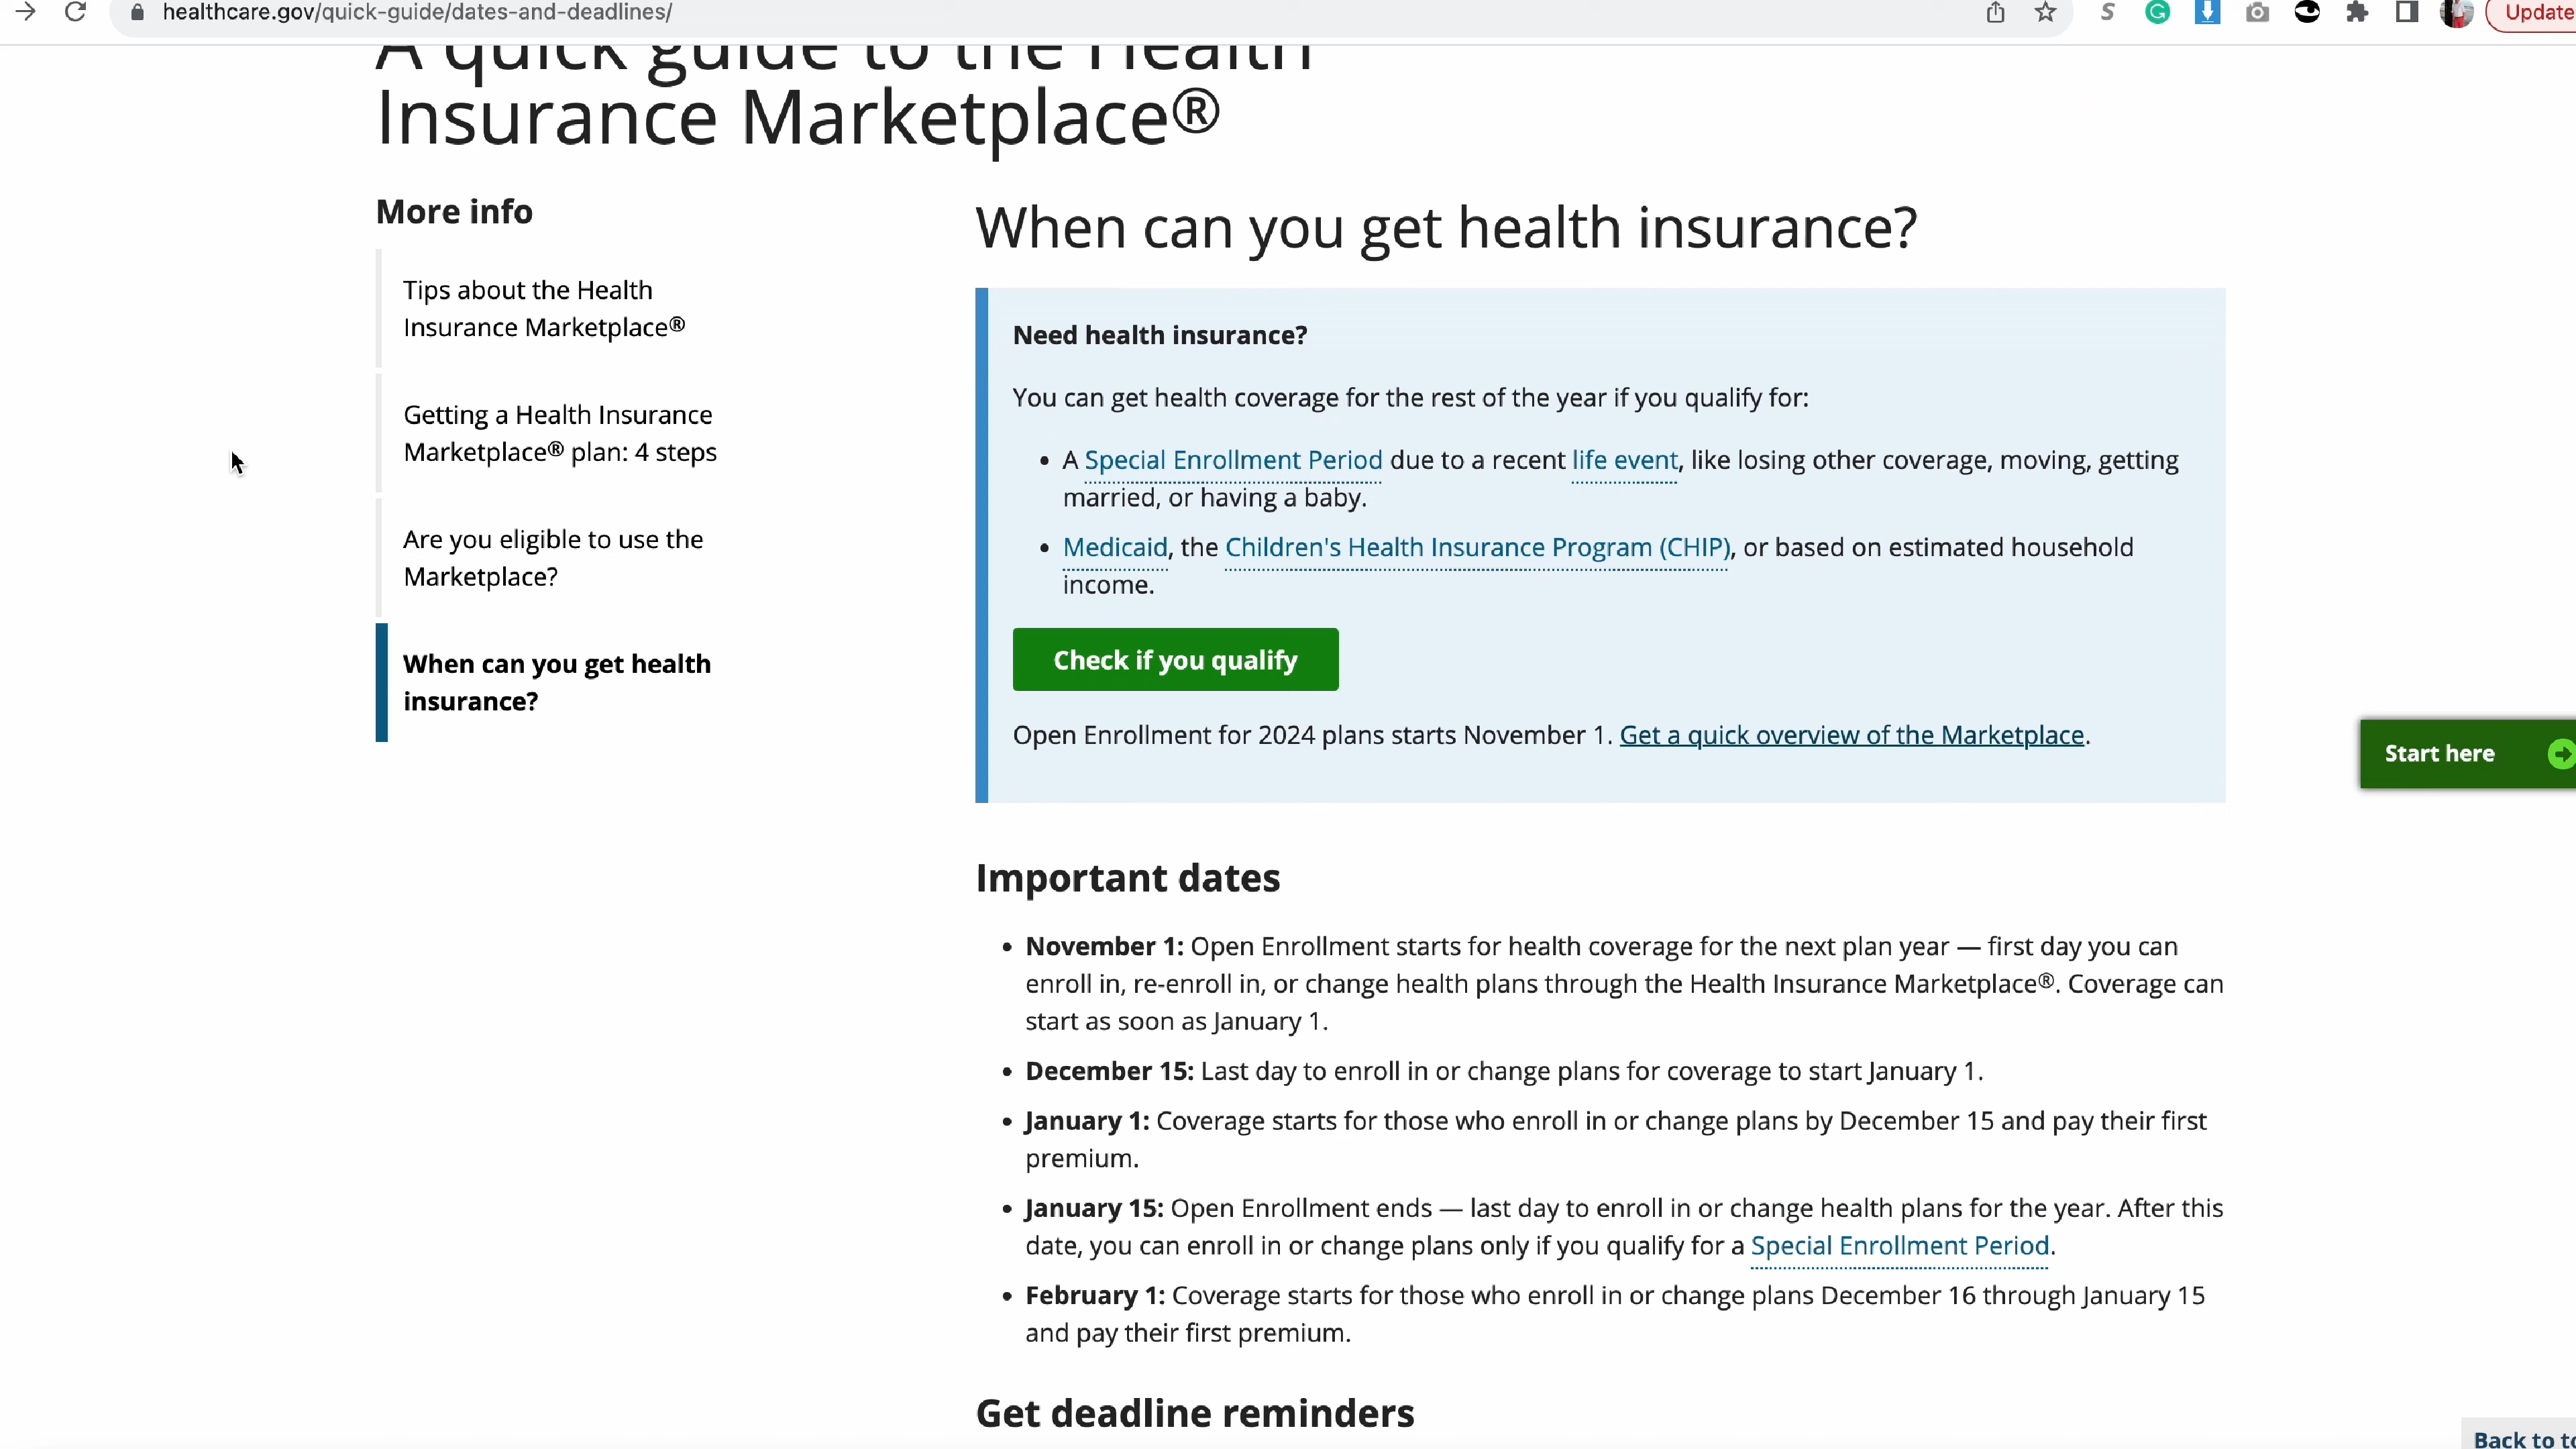 healthcare.gov/quick-guide/dates-and-deadlines/
Update
A quick guide to the Health
Insurance Marketplace®
More info
Tips about the Health
Insurance Marketplace®
Getting a Health Insurance
Marketplace® plan: 4 steps
Are you eligible to use the
Marketplace?
When can you get health
insurance?
When can you get health insurance?
Need health insurance?
You can get health coverage for the rest of the year if you qualify for:
• A Special Enrollment Period due to a recent life event, like losing other coverage, moving, getting
married, or having a baby.
• Medicaid, the Children's Health Insurance Program (CHIP), or based on estimated household
income.
Check if you qualify
Open Enrollment for 2024 plans starts November 1. Get a quick overview of the Marketplace.
Start here
Important dates
• November 1: Open Enrollment starts for health coverage for the next plan year — first day you can
enroll in, re-enroll in, or change health plans through the Health Insurance Marketplace®. Coverage can
start as soon as January 1.
• December 15: Last day to enroll in or change plans for coverage to start January 1.
• January 1: Coverage starts for those who enroll in or change plans by December 15 and pay their first
premium.
• January 15: Open Enrollment ends — last day to enroll in or change health plans for the year. After this
date, you can enroll in or change plans only if you qualify for a Special Enrollment Period.
• February 1: Coverage starts for those who enroll in or change plans December 16 through January 15
and pay their first premium.
Get deadline reminders
Back to